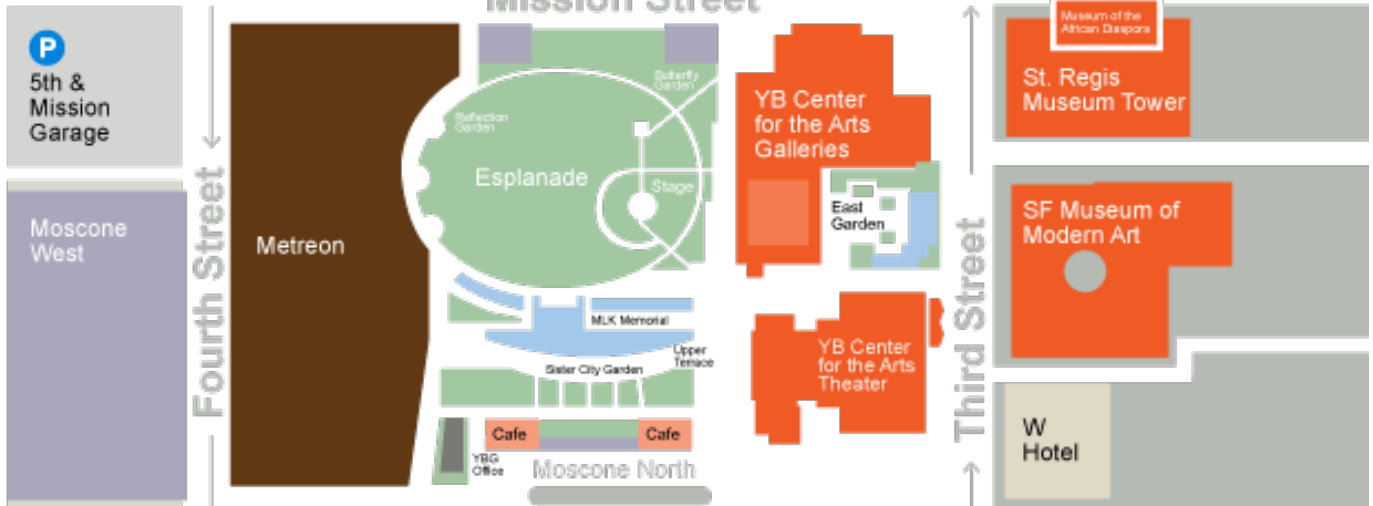 Mission Street
P
5th &
Mission
Garage
Moscone
West
Fourth Street
Metreon
Reflection
Garden
Butterfly
Garden
Esplanade
Stage
MLK Memorial
Upper
Terrace
Sister City Garden
Cafe
Cafe
YBG
Office
Moscone North
YB Center
for the Arts
Galleries
East
Garden
YB Center
for the Arts
Theater
Third Street
Museum of the
African Diaspora
St. Regis
Museum Tower
SF Museum of
Modern Art
W
Hotel